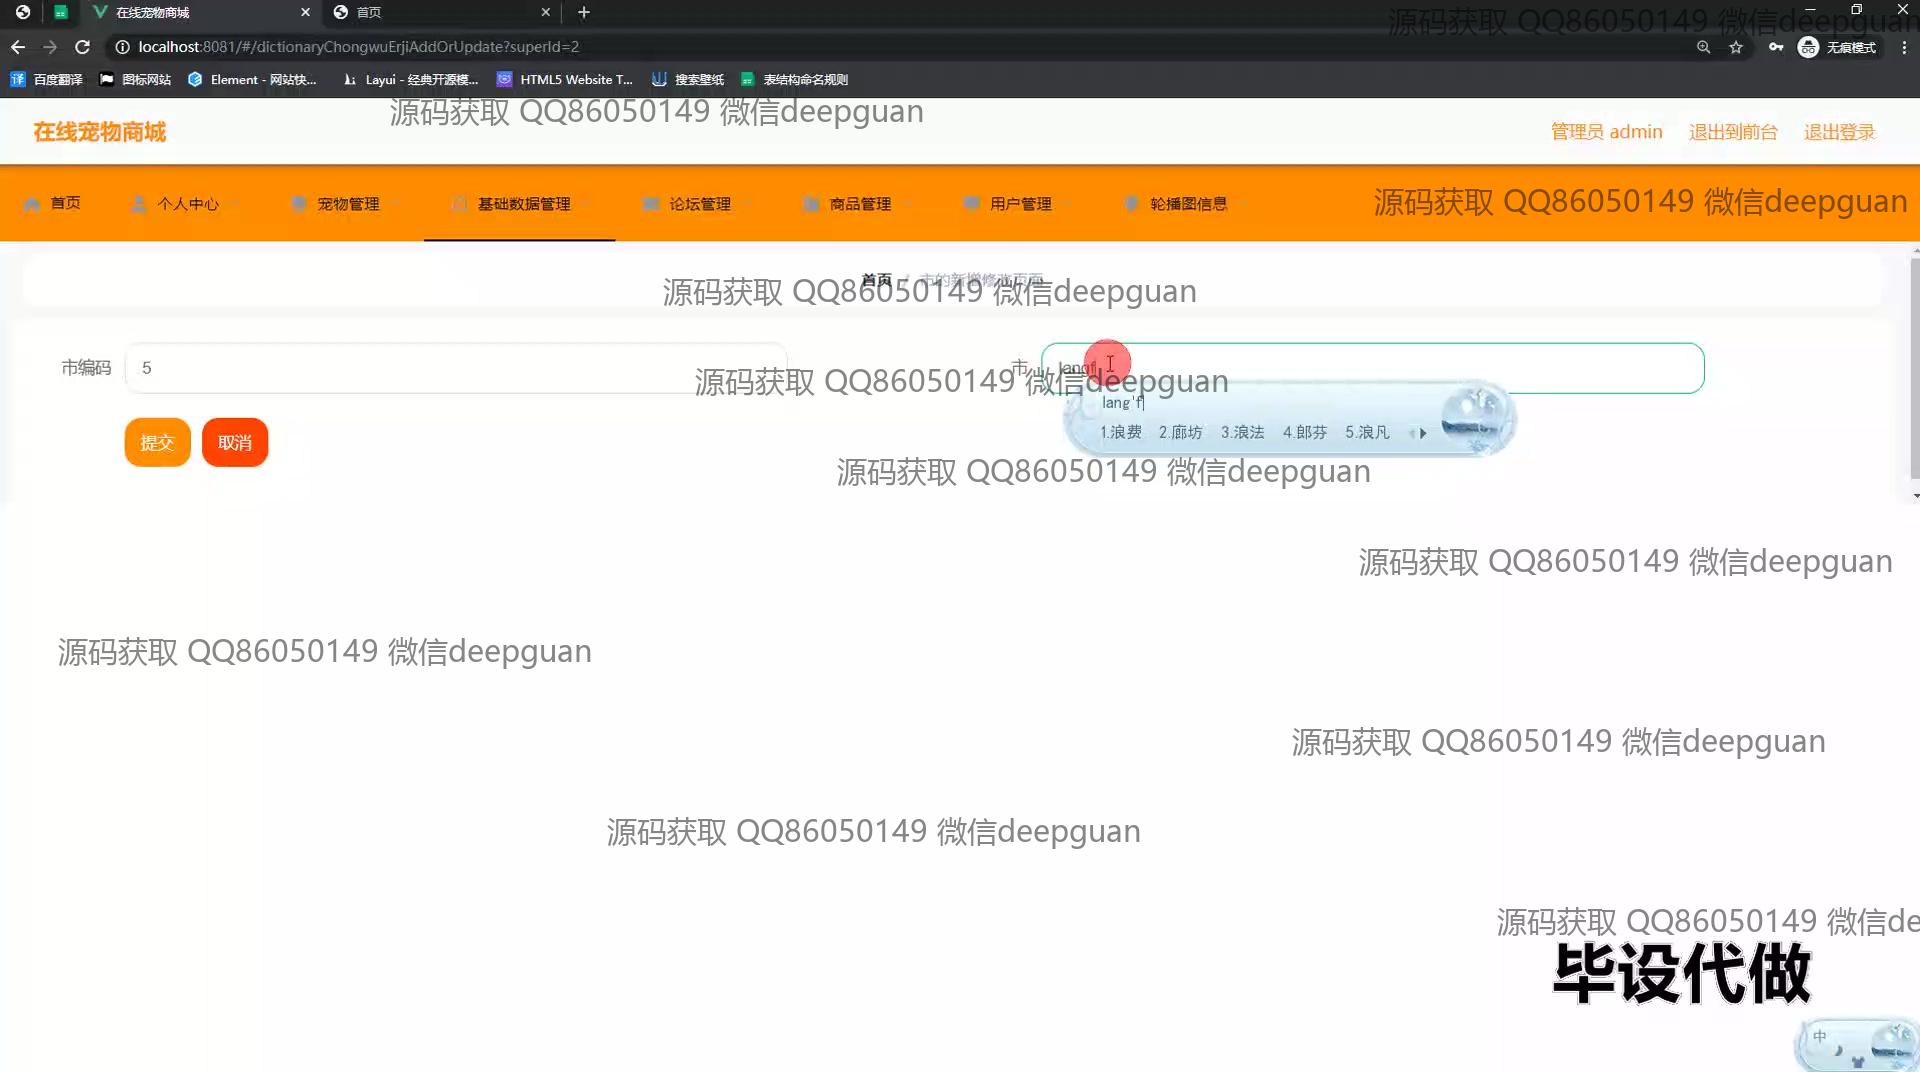 在线宠物商城
首页
源码获取 QQ86050149 微信deepguan
localhost:8081/#/dictionaryChongwuErjiAddOrUpdate?superId=2
无痕模式
百度翻译
图标网站
Element - 网站快...
Layui - 经典开源模...
HTML5 Website T...
搜索壁纸
表结构命名规则
源码获取 QQ86050149 微信deepguan
在线宠物商城
管理员 admin
退出到前台
退出登录
首页
个人中心
宠物管理
基础数据管理
论坛管理
商品管理
用户管理
轮播图信息
源码获取 QQ86050149 微信deepguan
首页 / 市的新增修改页面
源码获取 QQ86050149 微信deepguan
市编码
5
市
langf
源码获取 QQ86050149 微信deepguan
lang'f
1.浪费 2.廊坊 3.浪法 4.郎芬 5.浪凡
提交
取消
源码获取 QQ86050149 微信deepguan
源码获取 QQ86050149 微信deepguan
源码获取 QQ86050149 微信deepguan
源码获取 QQ86050149 微信deepguan
源码获取 QQ86050149 微信deepguan
源码获取 QQ86050149 微信de
毕设代做
中